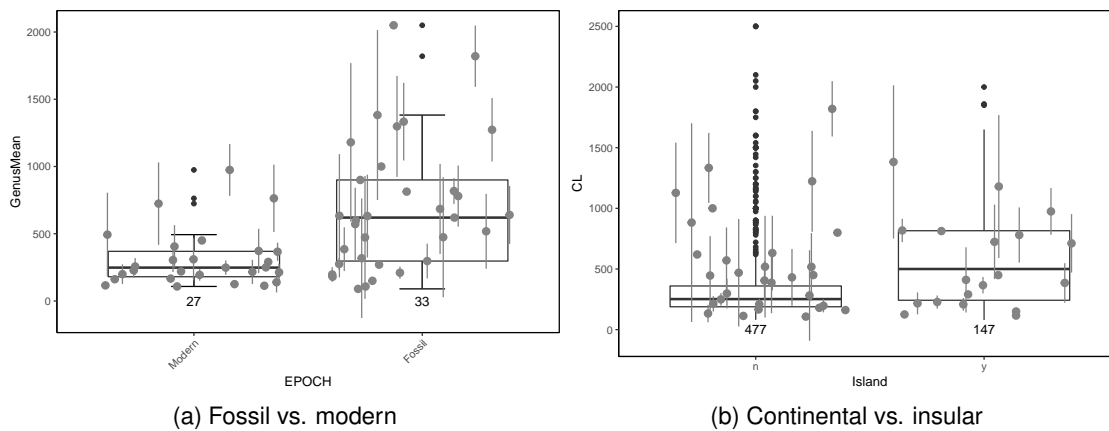 2000
1500
1000
500
0
GenusMean
27
33
Modern
Fossil
EPOCH
(a) Fossil vs. modern
2500
2000
1500
1000
500
0
CL
477
147
n
y
Island
(b) Continental vs. insular